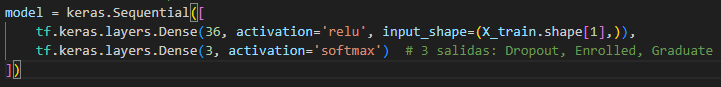 model = keras.Sequential([
    tf.keras.layers.Dense(36, activation='relu', input_shape=(X_train.shape[1],)),
    tf.keras.layers.Dense(3, activation='softmax')  # 3 salidas: Dropout, Enrolled, Graduate
])